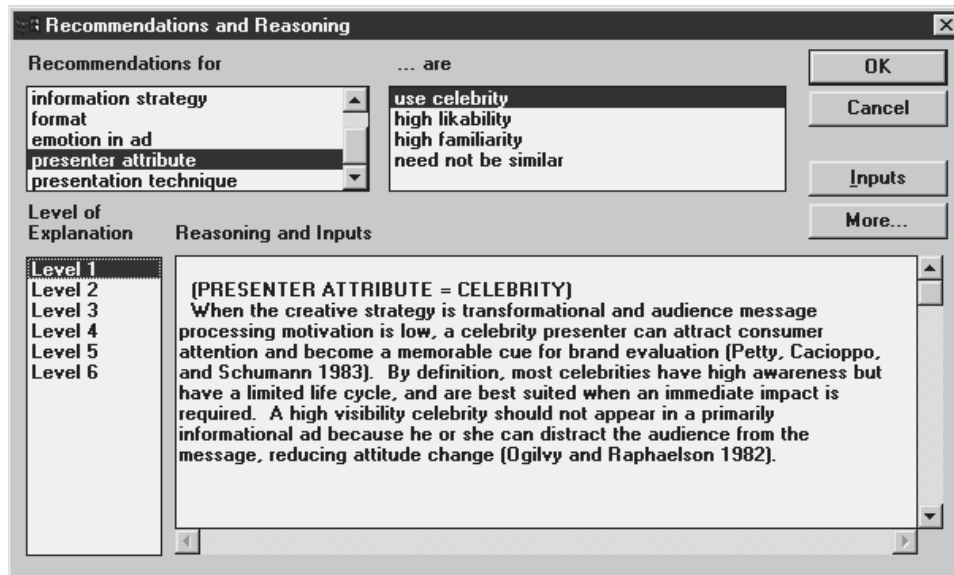 Recommendations and Reasoning
Recommendations for
... are
OK
information strategy
format
emotion in ad
presenter attribute
presentation technique
use celebrity
high likability
high familiarity
need not be similar
Cancel
Inputs
More...
Level of
Explanation
Reasoning and Inputs
Level 1
Level 2
Level 3
Level 4
Level 5
Level 6
(PRESENTER ATTRIBUTE = CELEBRITY)
When the creative strategy is transformational and audience message
processing motivation is low, a celebrity presenter can attract consumer
attention and become a memorable cue for brand evaluation (Petty, Cacioppo,
and Schumann 1983). By definition, most celebrities have high awareness but
have a limited life cycle, and are best suited when an immediate impact is
required. A high visibility celebrity should not appear in a primarily
informational ad because he or she can distract the audience from the
message, reducing attitude change (Ogilvy and Raphaelson 1982).